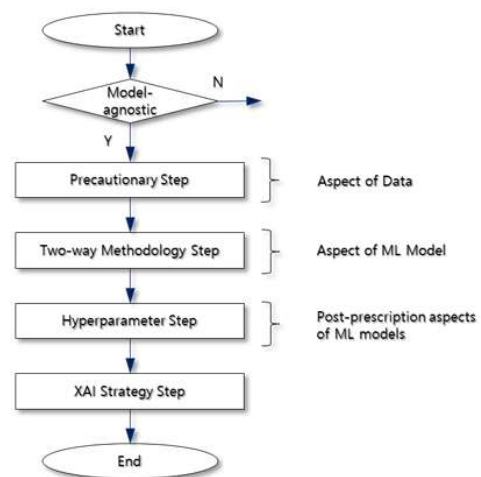 Start
Model-
agnostic
N
Y
Precautionary Step
Aspect of Data
Two-way Methodology Step
Aspect of ML Model
Hyperparameter Step
Post-prescription aspects
of ML models
XAI Strategy Step
End